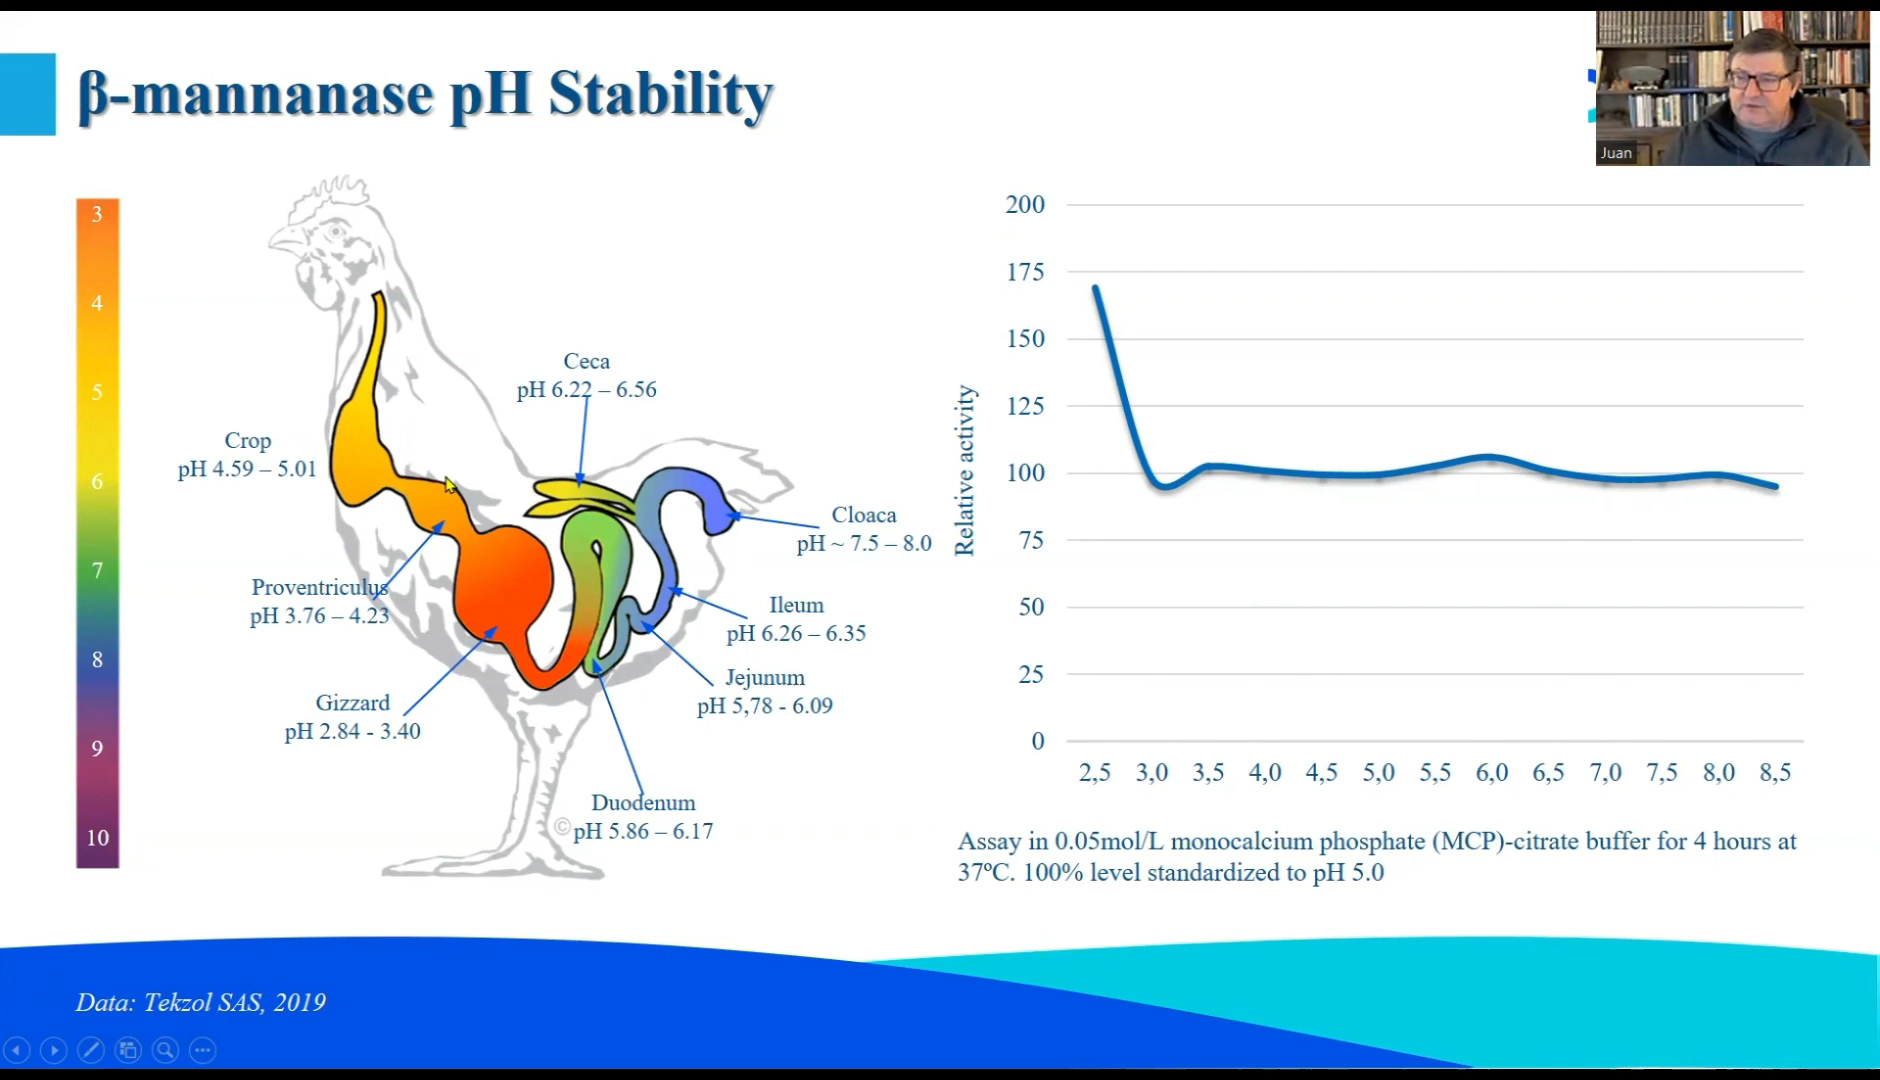 β-mannanase pH Stability
Juan
3
4
5
6
7
8
9
10
Ceca
pH 6.22 – 6.56
Crop
pH 4.59 – 5.01
Cloaca
pH ~ 7.5 – 8.0
Proventriculus
pH 3.76 – 4.23
Ileum
pH 6.26 – 6.35
Jejunum
pH 5,78 - 6.09
Gizzard
pH 2.84 - 3.40
Duodenum
© pH 5.86 – 6.17
Relative activity
200
175
150
125
100
75
50
25
0
2,5 3,0 3,5 4,0 4,5 5,0 5,5 6,0 6,5 7,0 7,5 8,0 8,5
Assay in 0.05mol/L monocalcium phosphate (MCP)-citrate buffer for 4 hours at
37ºC. 100% level standardized to pH 5.0
Data: Tekzol SAS, 2019